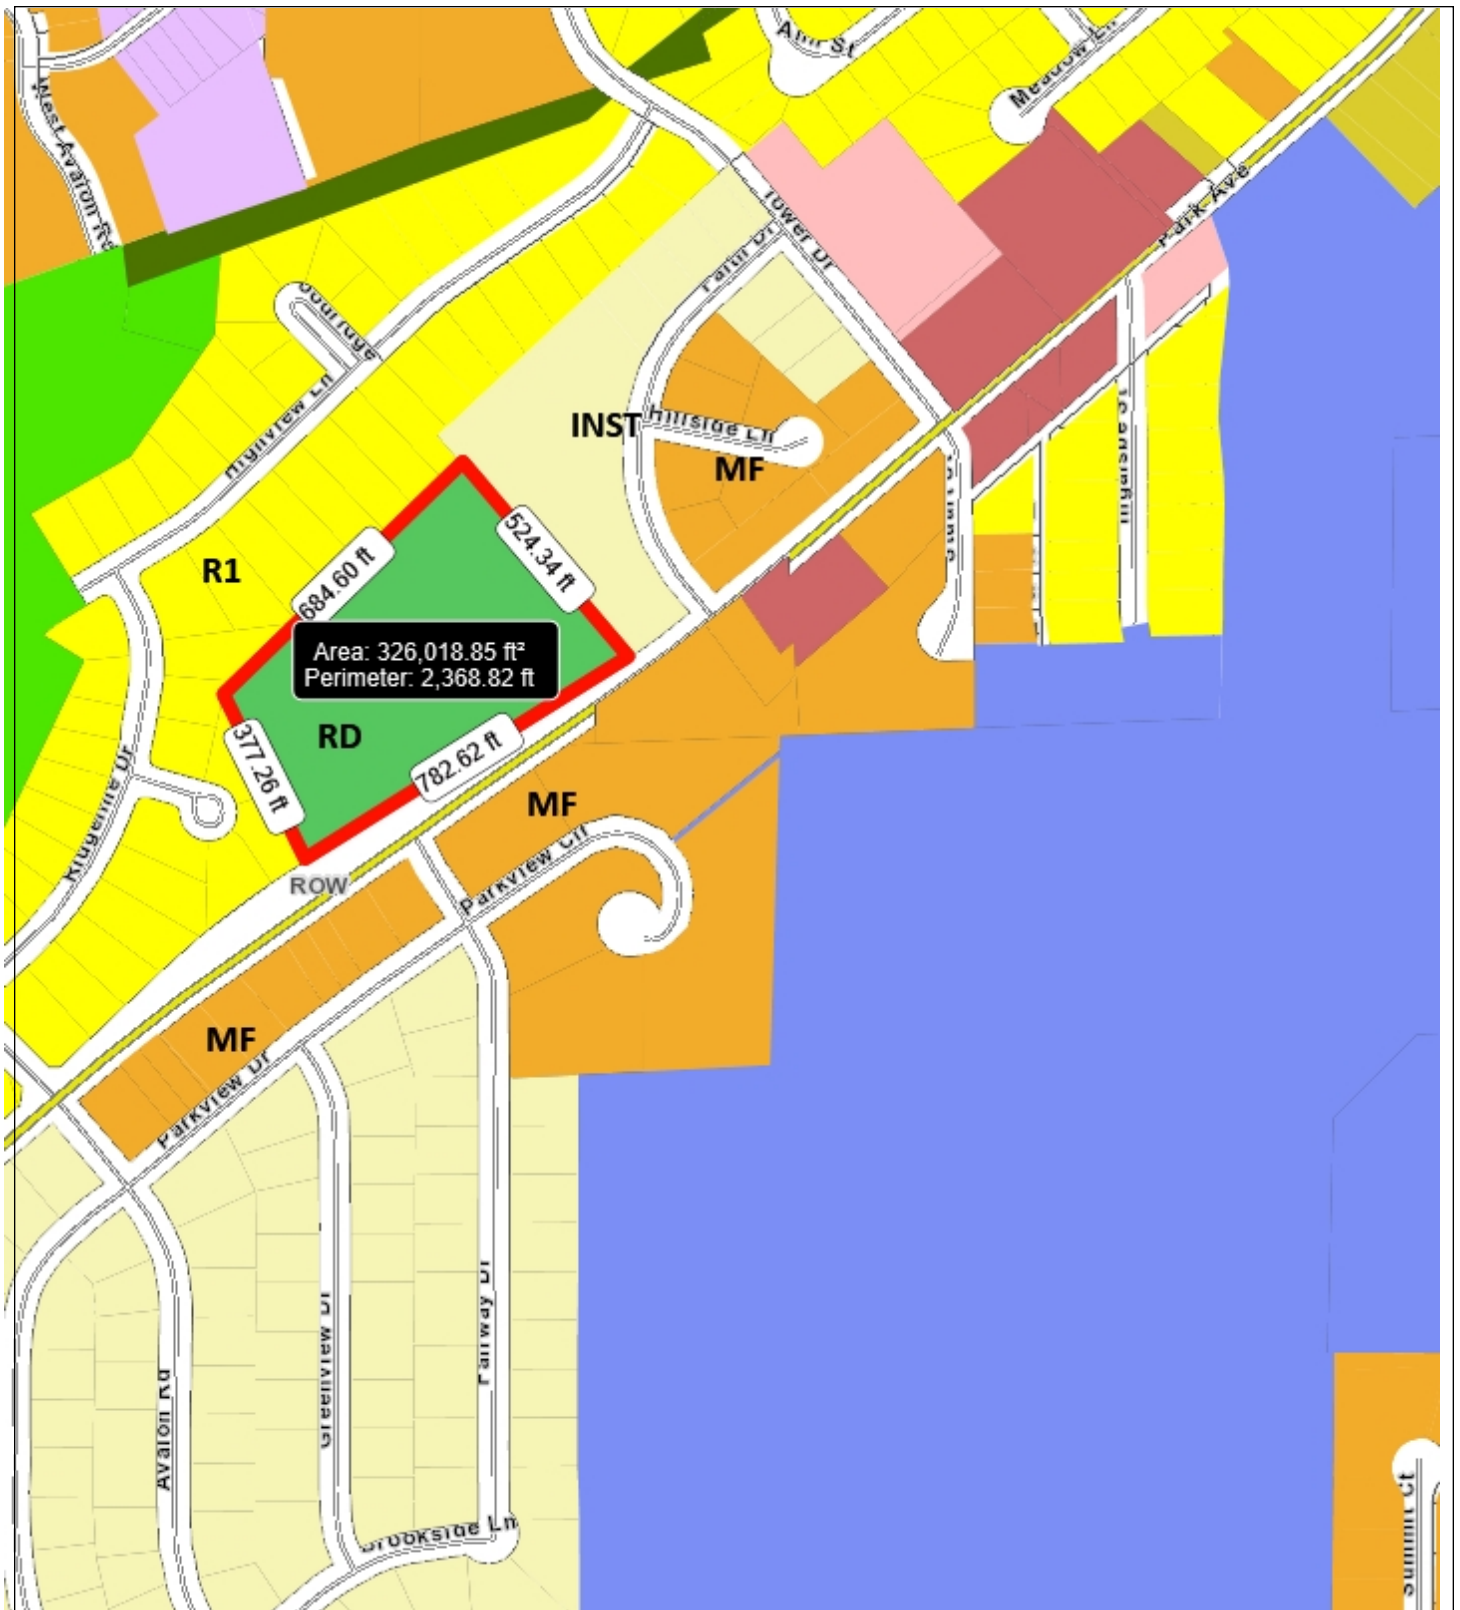 Ann St
Meadow Ln
West Avalon Rd
Park Ave
Tower Dr
Faith Dr
Highview Ln
INST
Hillside Ln
MF
R1
684.60 ft
524.34 ft
Area: 326,018.85 ft²
Perimeter: 2,368.82 ft
RD
377.26 ft
782.62 ft
MF
Parkview Cir
ROW
MF
Parkview Dr
Fairway Dr
Greenview Dr
Avalon Rd
Brookside Ln
Summit Ct